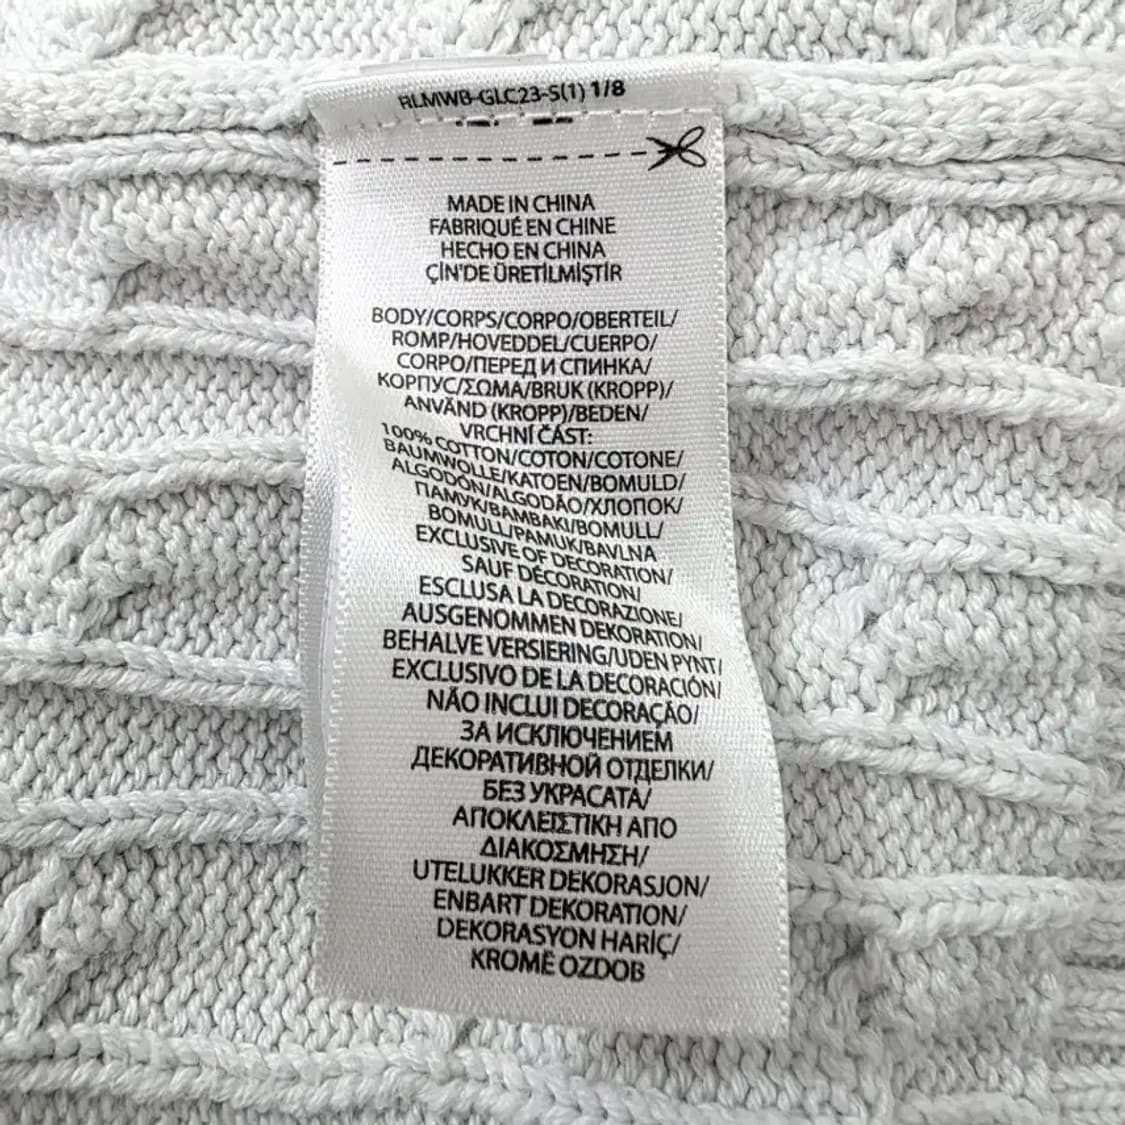 RLMWB-GLC23-S(1) 1/8
MADE IN CHINA
FABRIQUÉ EN CHINE
HECHO EN CHINA
ÇİN'DE ÜRETİLMİŞTİR
BODY/CORPS/CORPO/OBERTEIL/
ROMP/HOVEDDEL/CUERPO/
CORPO/ПЕРЕД И СПИНКА/
КОРПУС/ΣΩΜΑ/BRUK (KROPP)/
ANVÄND (KROPP)/BEDEN/
VRCHNÍ ČÁST:
100% COTTON/COTON/COTONE/
BAUMWOLLE/KATOEN/BOMULD/
ALGODÓN/ALGODÃO/ХЛОПОК/
ПАМУК/BAMBAKI/BOMULL/
BOMULL/PAMUK/BAVLNA
EXCLUSIVE OF DECORATION/
SAUF DÉCORATION/
ESCLUSA LA DECORAZIONE/
AUSGENOMMEN DEKORATION/
BEHALVE VERSIERING/UDEN PYNT/
EXCLUSIVO DE LA DECORACIÓN/
NÃO INCLUI DECORAÇÃO/
ЗА ИСКЛЮЧЕНИЕМ
ДЕКОРАТИВНОЙ ОТДЕЛКИ/
БЕЗ УКРАСАТА/
ΑΠΟΚΛΕΙΣΤΙΚΗ ΑΠΟ
ΔΙΑΚΟΣΜΗΣΗ/
UTELUKKER DEKORASJON/
ENBART DEKORATION/
DEKORASYON HARİÇ/
KROMĚ OZDOB